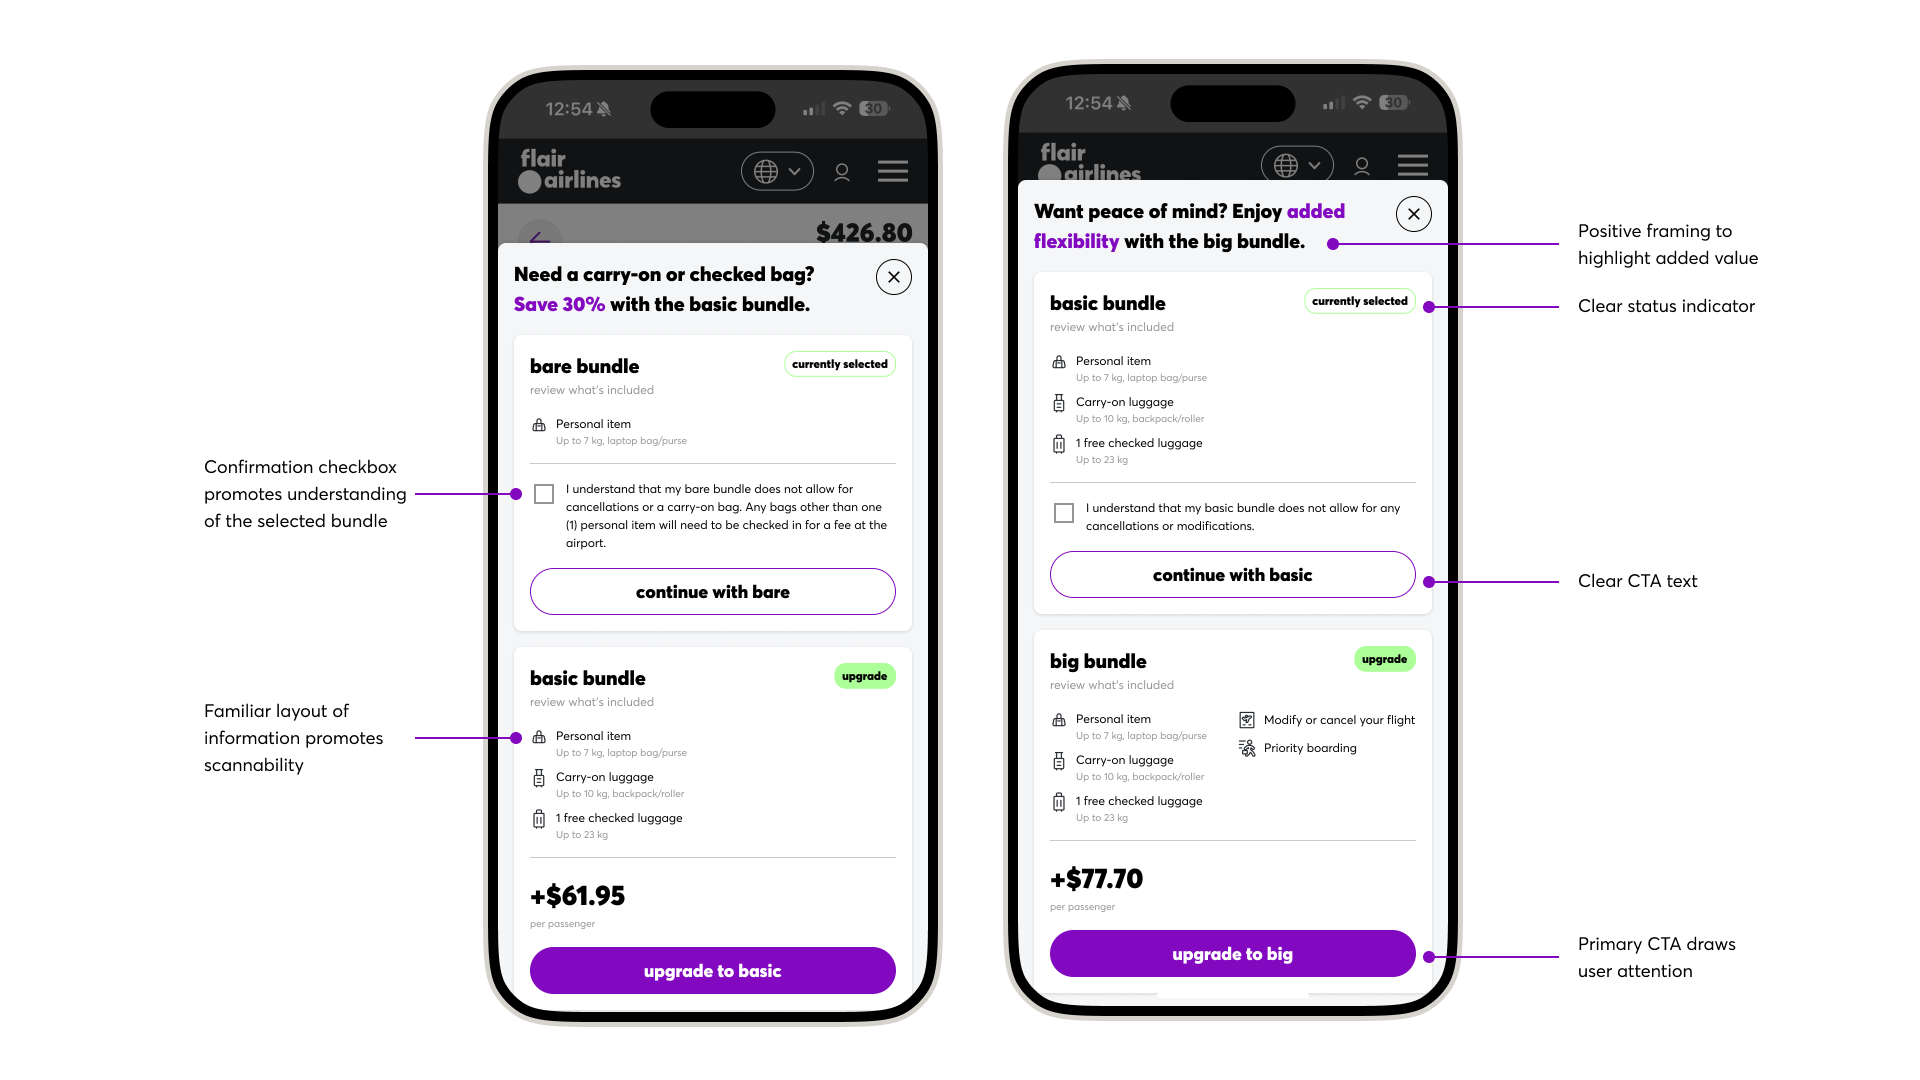 Confirmation checkbox
promotes understanding
of the selected bundle
Familiar layout of
information promotes
scannability
12:54
30
flair
airlines
$426.80
Need a carry-on or checked bag?
Save 30% with the basic bundle.
bare bundle
currently selected
review what's included
Personal item
Up to 7 kg, laptop bag/purse
I understand that my bare bundle does not allow for
cancellations or a carry-on bag. Any bags other than one
(1) personal item will need to be checked in for a fee at the
airport.
continue with bare
basic bundle
upgrade
review what's included
Personal item
Up to 7 kg, laptop bag/purse
Carry-on luggage
Up to 10 kg, backpack/roller
1 free checked luggage
Up to 23 kg
+$61.95
per passenger
upgrade to basic
12:54
30
flair
airlines
Want peace of mind? Enjoy added
flexibility with the big bundle.
basic bundle
currently selected
review what's included
Personal item
Up to 7 kg, laptop bag/purse
Carry-on luggage
Up to 10 kg, backpack/roller
1 free checked luggage
Up to 23 kg
I understand that my basic bundle does not allow for any
cancellations or modifications.
continue with basic
big bundle
upgrade
review what's included
Personal item
Up to 7 kg, laptop bag/purse
Carry-on luggage
Up to 10 kg, backpack/roller
1 free checked luggage
Up to 23 kg
Modify or cancel your flight
Priority boarding
+$77.70
per passenger
upgrade to big
Positive framing to
highlight added value
Clear status indicator
Clear CTA text
Primary CTA draws
user attention